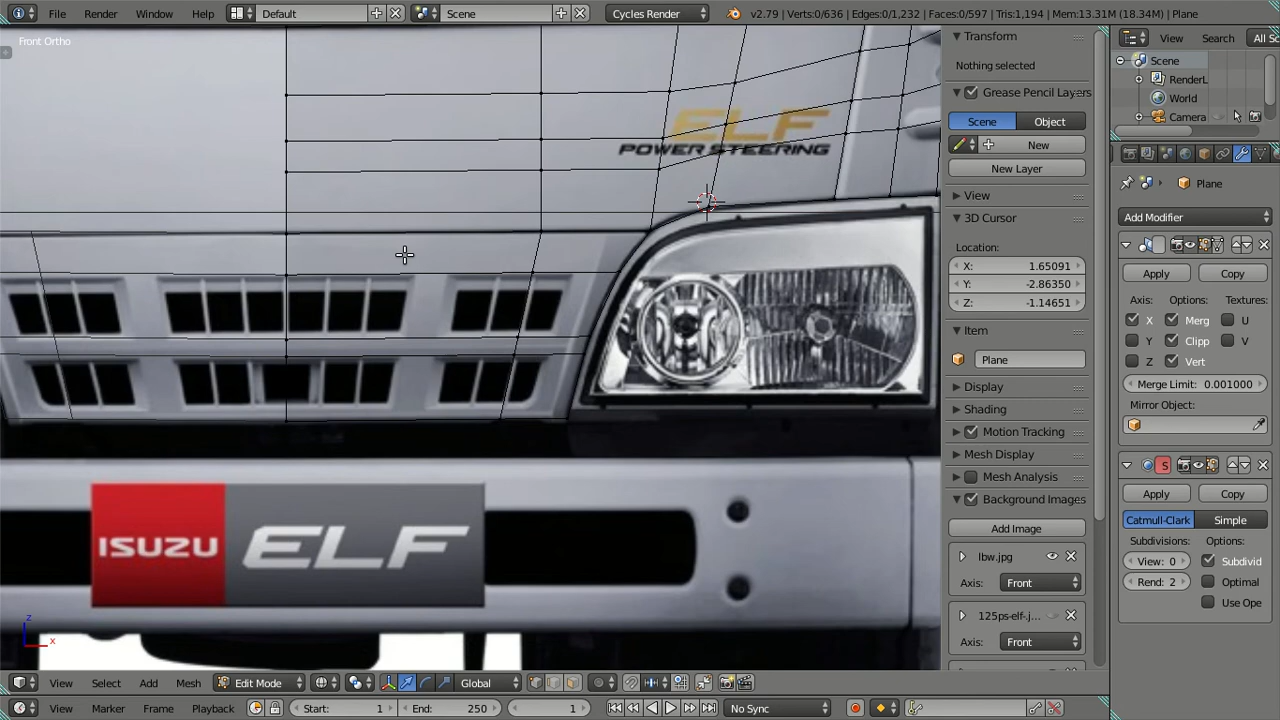 File Render Window Help Default Scene Cycles Render v2.79 | Verts:0/636 | Edges:0/1,232 | Faces:0/597 | Tris:1,194 | Mem:13.31M (18.34M) | Plane
Front Ortho
Transform
Nothing selected
Grease Pencil Layers
Scene Object
New
New Layer
View
3D Cursor
Location:
X: 1.65091
Y: -2.86350
Z: -1.14651
Item
Plane
Display
Shading
Motion Tracking
Mesh Display
Mesh Analysis
Background Images
Add Image
lbw.jpg
Axis: Front
125ps-elf-.j...
Axis: Front
View Search All Sc
Scene
RenderL
World
Camera
Plane
Add Modifier
Apply Copy
Axis: Options: Textures:
X Merg U
Y Clipp V
Z Vert
Merge Limit: 0.001000
Mirror Object:
S
Apply Copy
Catmull-Clark Simple
Subdivisions: Options:
View: 0 Subdivid
Rend: 2 Optimal
Use Ope
ELF
POWER STEERING
ISUZU ELF
z
x
View Select Add Mesh Edit Mode Global
View Marker Frame Playback Start: 1 End: 250 1 No Sync